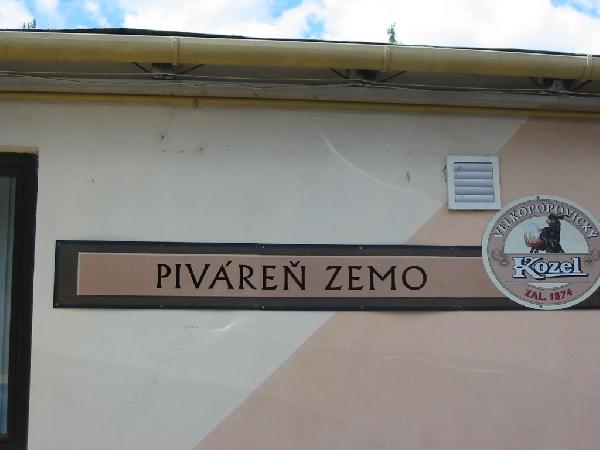 PIVÁREŇ ZEMO
VELKOPOPOVICKÝ
Kozel
ZAL. 1874